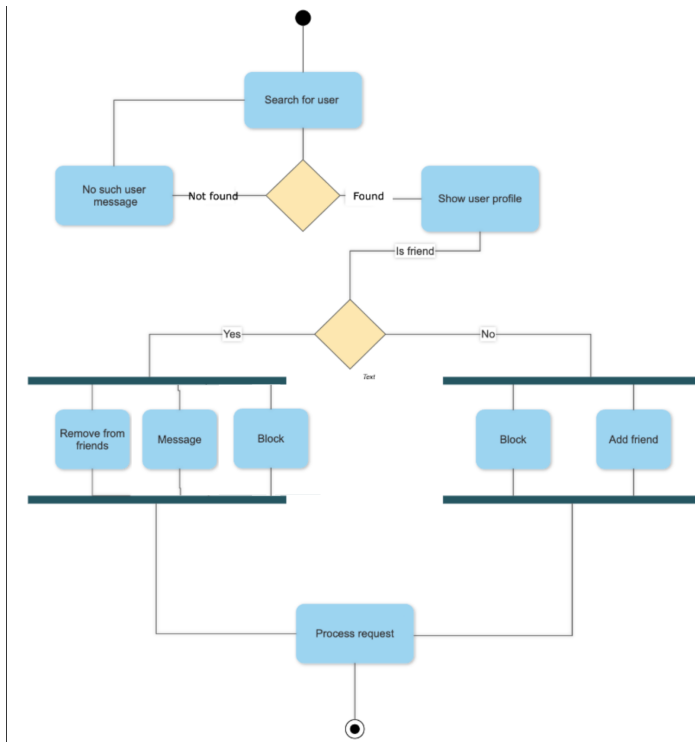 Search for user
No such user
message
Not found
Found
Show user profile
Is friend
Yes
No
Text
Remove from
friends
Message
Block
Block
Add friend
Process request